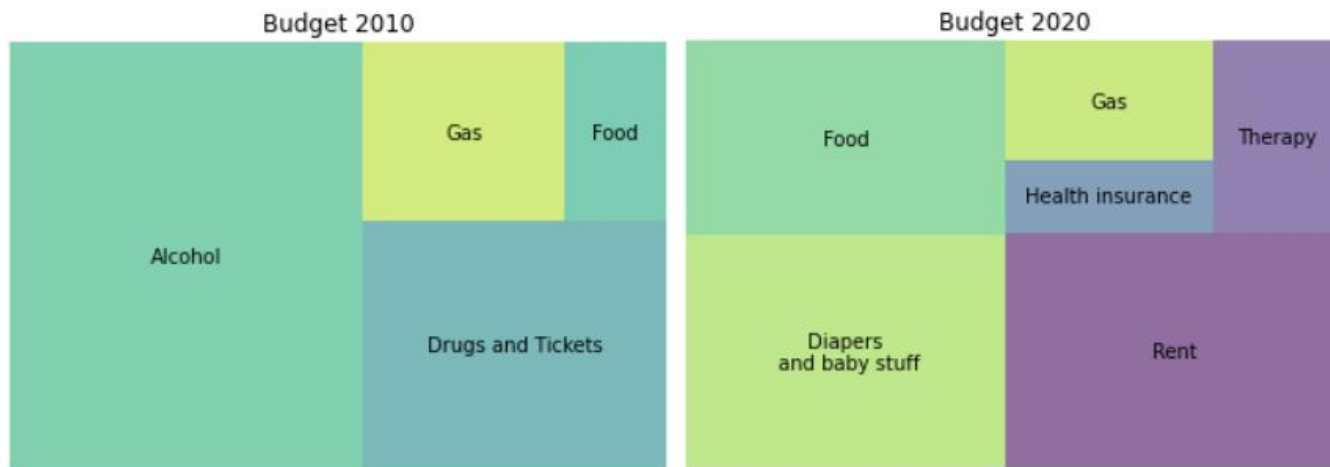 Budget 2010
Gas
Food
Alcohol
Drugs and Tickets
Budget 2020
Food
Gas
Therapy
Health insurance
Diapers
and baby stuff
Rent